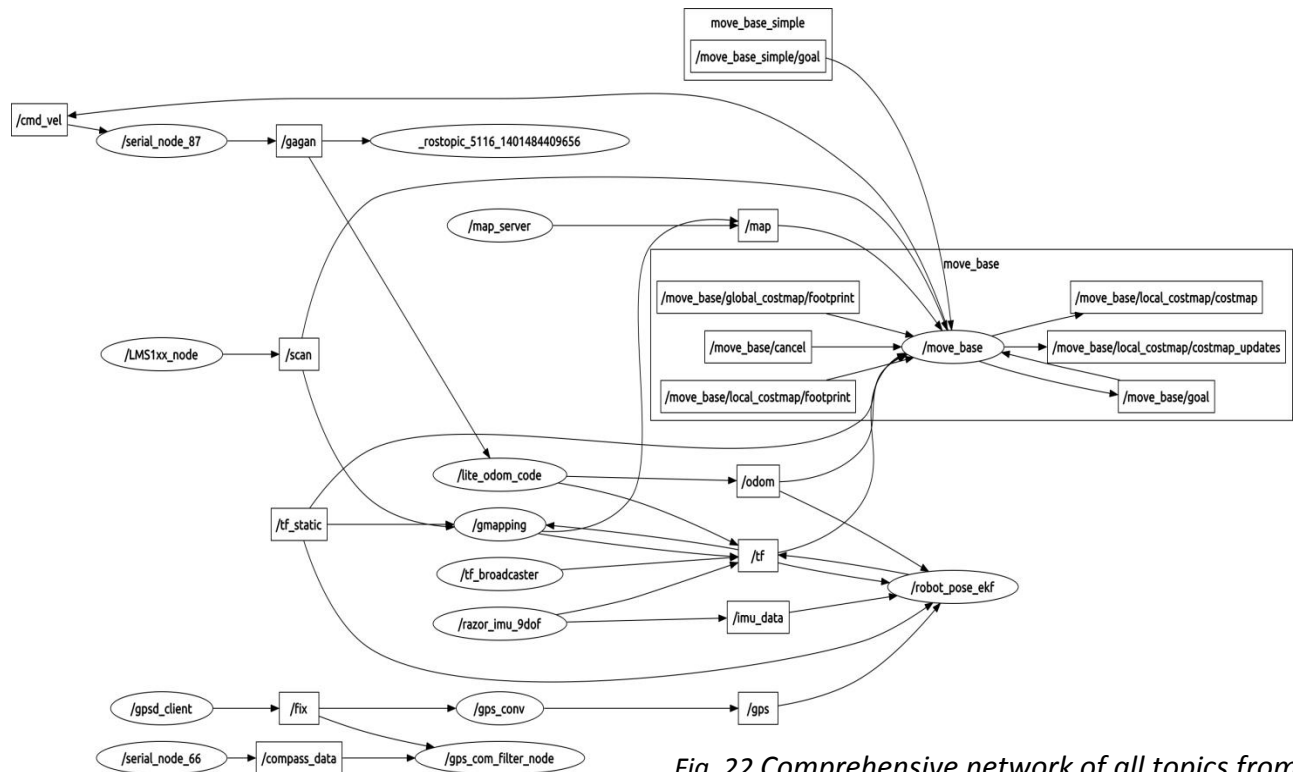 move_base_simple
/move_base_simple/goal
/cmd_vel
/serial_node_87
/gagan
_rostopic_5116_1401484409656
/map_server
/map
move_base
/move_base/global_costmap/footprint
/move_base/local_costmap/costmap
/LMS1xx_node
/scan
/move_base/cancel
/move_base
/move_base/local_costmap/costmap_updates
/move_base/local_costmap/footprint
/move_base/goal
/lite_odom_code
/odom
/tf_static
/gmapping
/tf
/tf_broadcaster
/robot_pose_ekf
/razor_imu_9dof
/imu_data
/gpsd_client
/fix
/gps_conv
/gps
/serial_node_66
/compass_data
/gps_com_filter_node
Fig. 22 Comprehensive network of all topics from